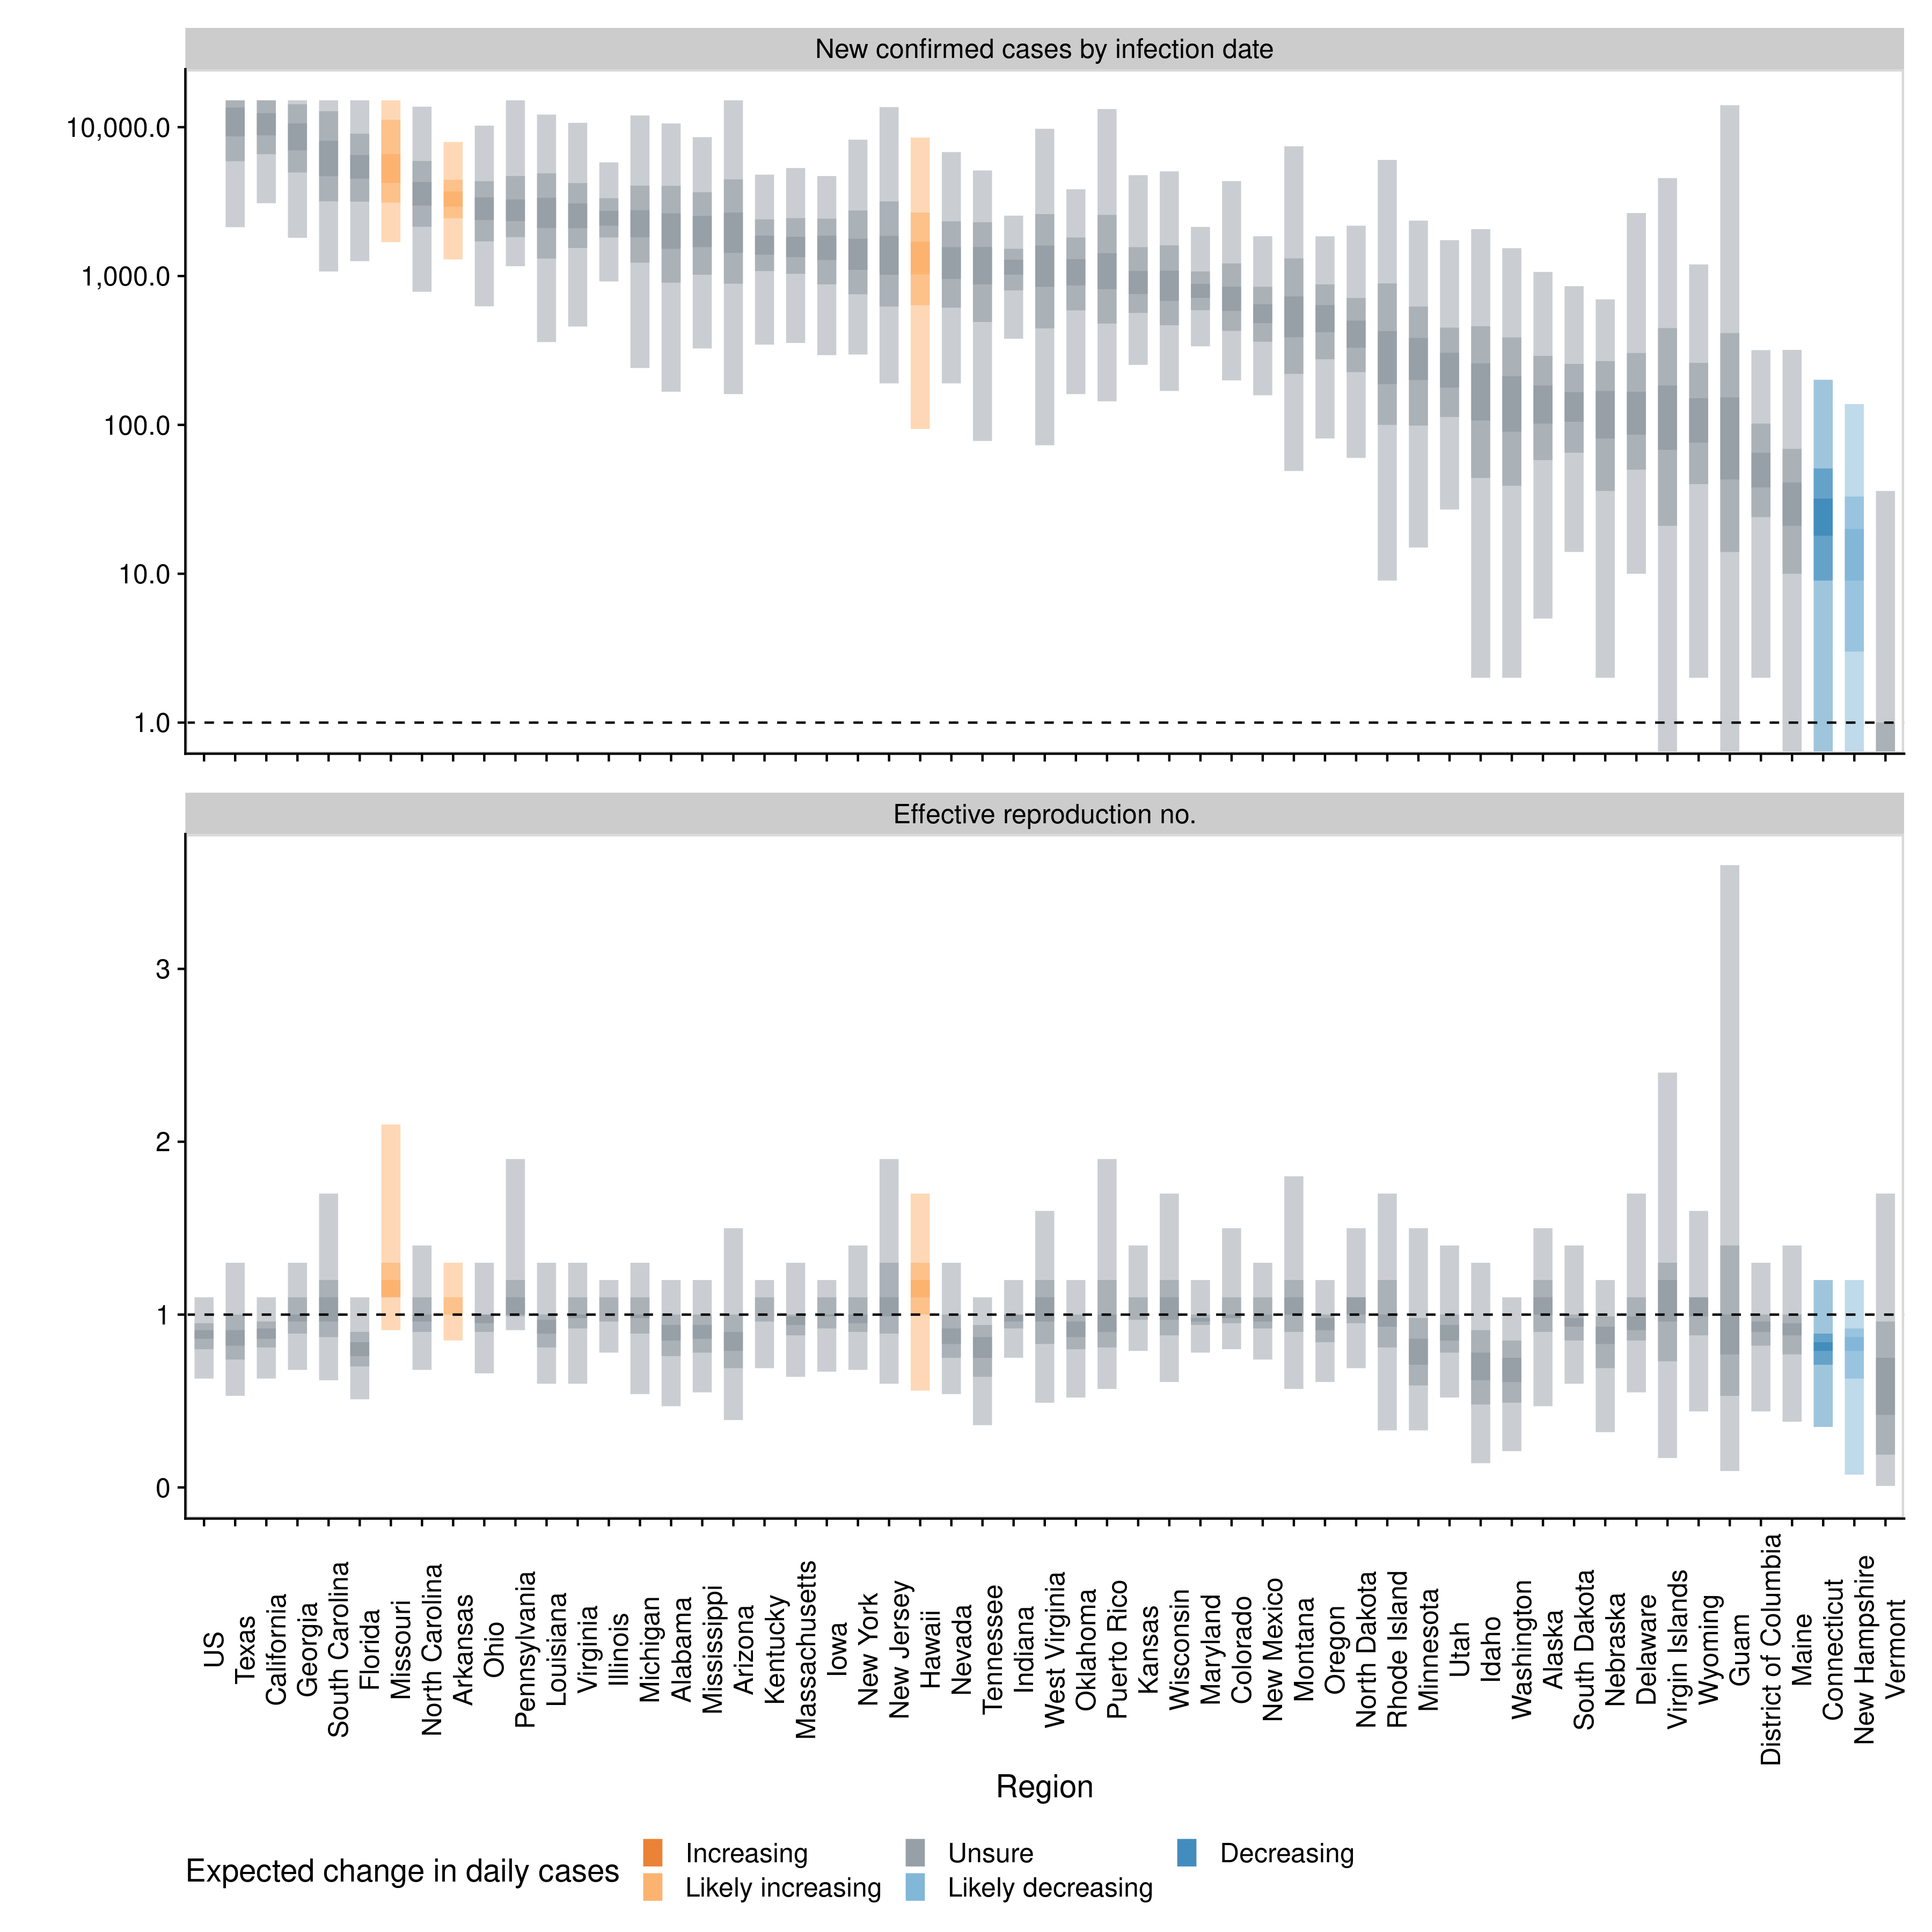 New confirmed cases by infection date
10,000.0
1,000.0
100.0
10.0
1.0
Effective reproduction no.
3
2
1
0
US
Texas
California
Georgia
South Carolina
Florida
Missouri
North Carolina
Arkansas
Ohio
Pennsylvania
Louisiana
Virginia
Illinois
Michigan
Alabama
Mississippi
Arizona
Kentucky
Massachusetts
Iowa
New York
New Jersey
Hawaii
Nevada
Tennessee
Indiana
West Virginia
Oklahoma
Puerto Rico
Kansas
Wisconsin
Maryland
Colorado
New Mexico
Montana
Oregon
North Dakota
Rhode Island
Minnesota
Utah
Idaho
Washington
Alaska
South Dakota
Nebraska
Delaware
Virgin Islands
Wyoming
Guam
District of Columbia
Maine
Connecticut
New Hampshire
Vermont
Region
Expected change in daily cases
Increasing
Likely increasing
Unsure
Likely decreasing
Decreasing